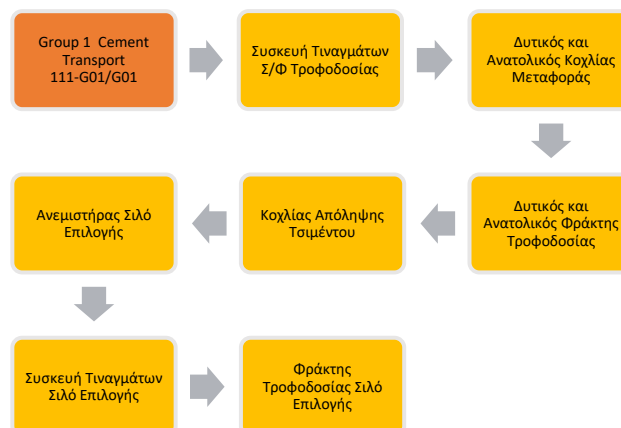 Group 1 Cement
Transport
111-G01/G01
Συσκευή Τιναγμάτων
Σ/Φ Τροφοδοσίας
Δυτικός και
Ανατολικός Κοχλίας
Μεταφοράς
Δυτικός και
Ανατολικός Φράκτης
Τροφοδοσίας
Κοχλίας Απόληψης
Τσιμέντου
Ανεμιστήρας Σιλό
Επιλογής
Συσκευή Τιναγμάτων
Σιλό Επιλογής
Φράκτης
Τροφοδοσίας Σιλό
Επιλογής